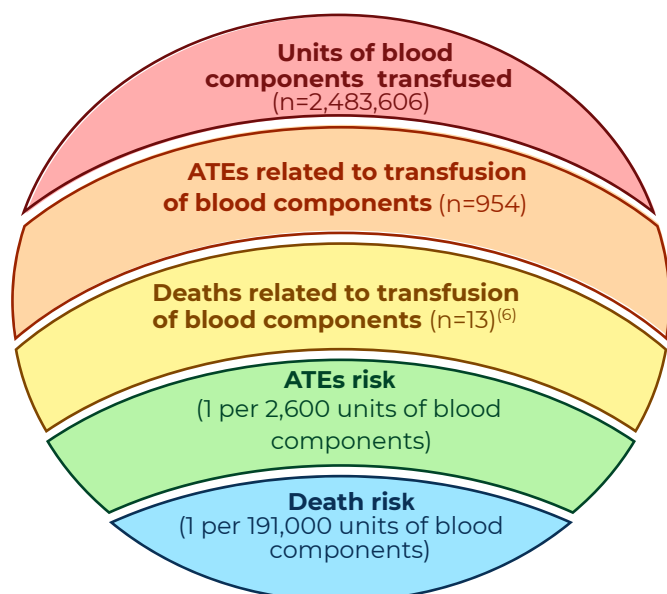 Units of blood
components transfused
(n=2,483,606)
ATEs related to transfusion
of blood components (n=954)
Deaths related to transfusion
of blood components (n=13)⁽⁶⁾
ATEs risk
(1 per 2,600 units of blood
components)
Death risk
(1 per 191,000 units of blood
components)